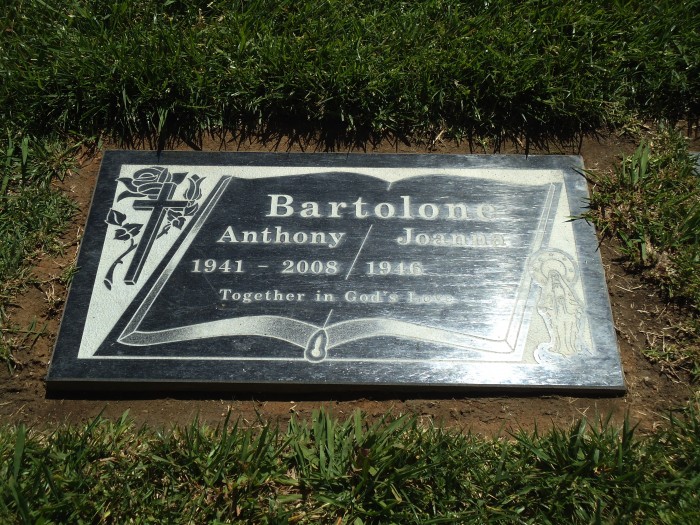 Bartolone
Anthony / Joanna
1941 - 2008 / 1946
Together in God's Love